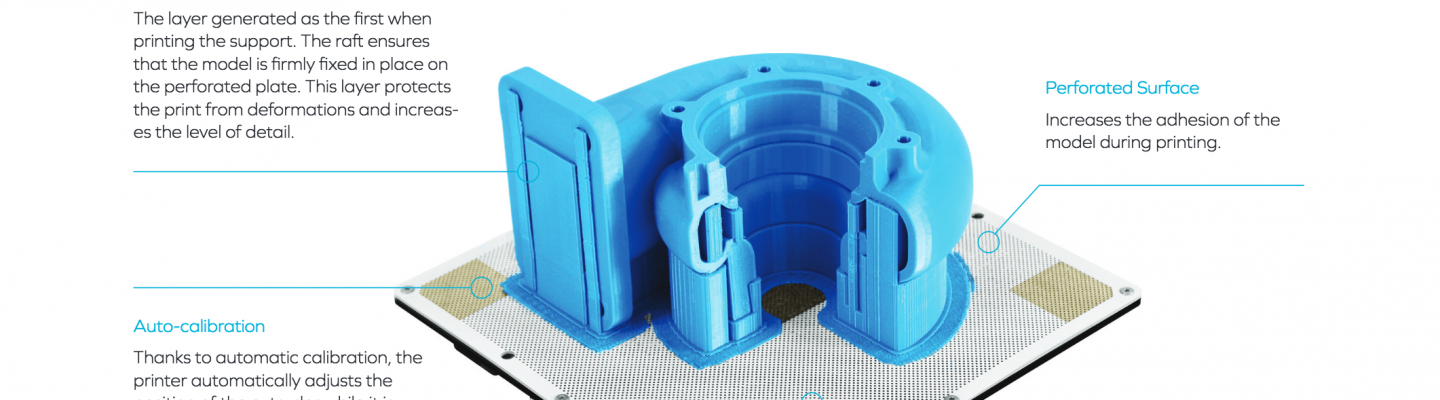 The layer generated as the first when
printing the support. The raft ensures
that the model is firmly fixed in place on
the perforated plate. This layer protects
the print from deformations and increas-
es the level of detail.
Perforated Surface
Increases the adhesion of the
model during printing.
Auto-calibration
Thanks to automatic calibration, the
printer automatically adjusts the